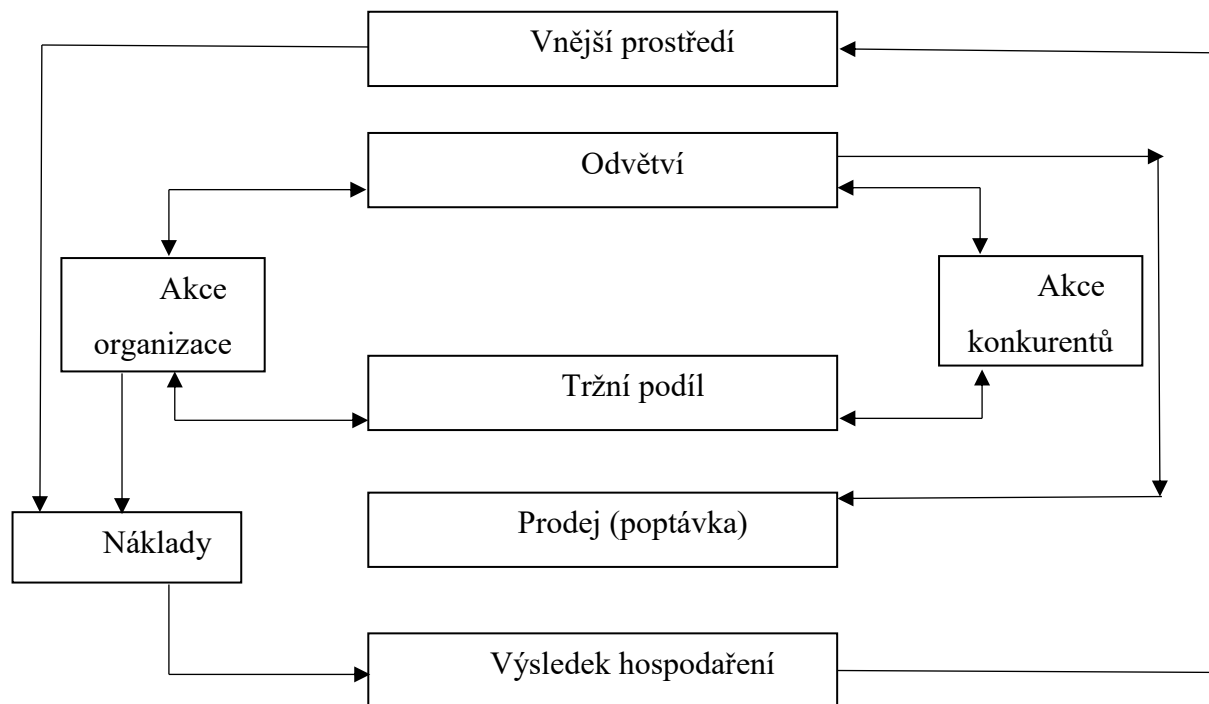 Vnější prostředí
Odvětví
Akce
organizace
Akce
konkurentů
Tržní podíl
Prodej (poptávka)
Náklady
Výsledek hospodaření